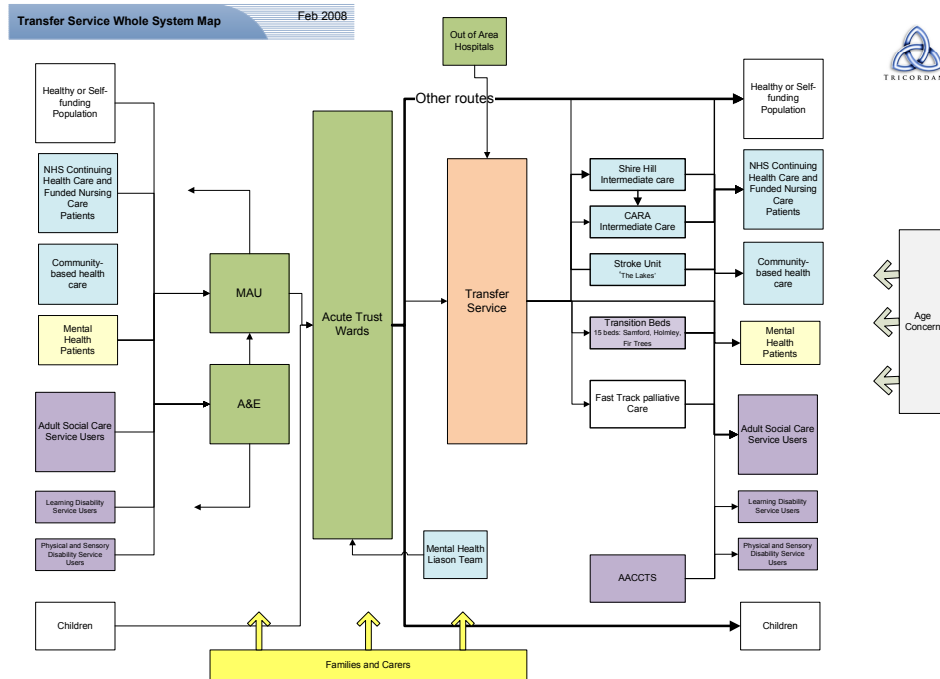 Transfer Service Whole System Map
Feb 2008
Out of Area
Hospitals
Healthy or Self-
funding
Population
NHS Continuing
Health Care and
Funded Nursing
Care
Patients
Community-
based health
care
Mental
Health
Patients
Adult Social Care
Service Users
Learning Disability
Service Users
Physical and Sensory
Disability Service
Users
Children
MAU
A&E
Acute Trust
Wards
Other routes
Transfer
Service
Mental Health
Liason Team
Families and Carers
Shire Hill
Intermediate care
CARA
Intermediate Care
Stroke Unit
'The Lakes'
Transition Beds
15 beds: Samford, Holmley,
Fir Trees
Fast Track palliative
Care
AACCTS
Healthy or Self-
funding
Population
NHS Continuing
Health Care and
Funded Nursing
Care
Patients
Community-
based health
care
Mental
Health
Patients
Adult Social Care
Service Users
Learning Disability
Service Users
Physical and Sensory
Disability Service
Users
Children
TRICORDAN
Age
Concern